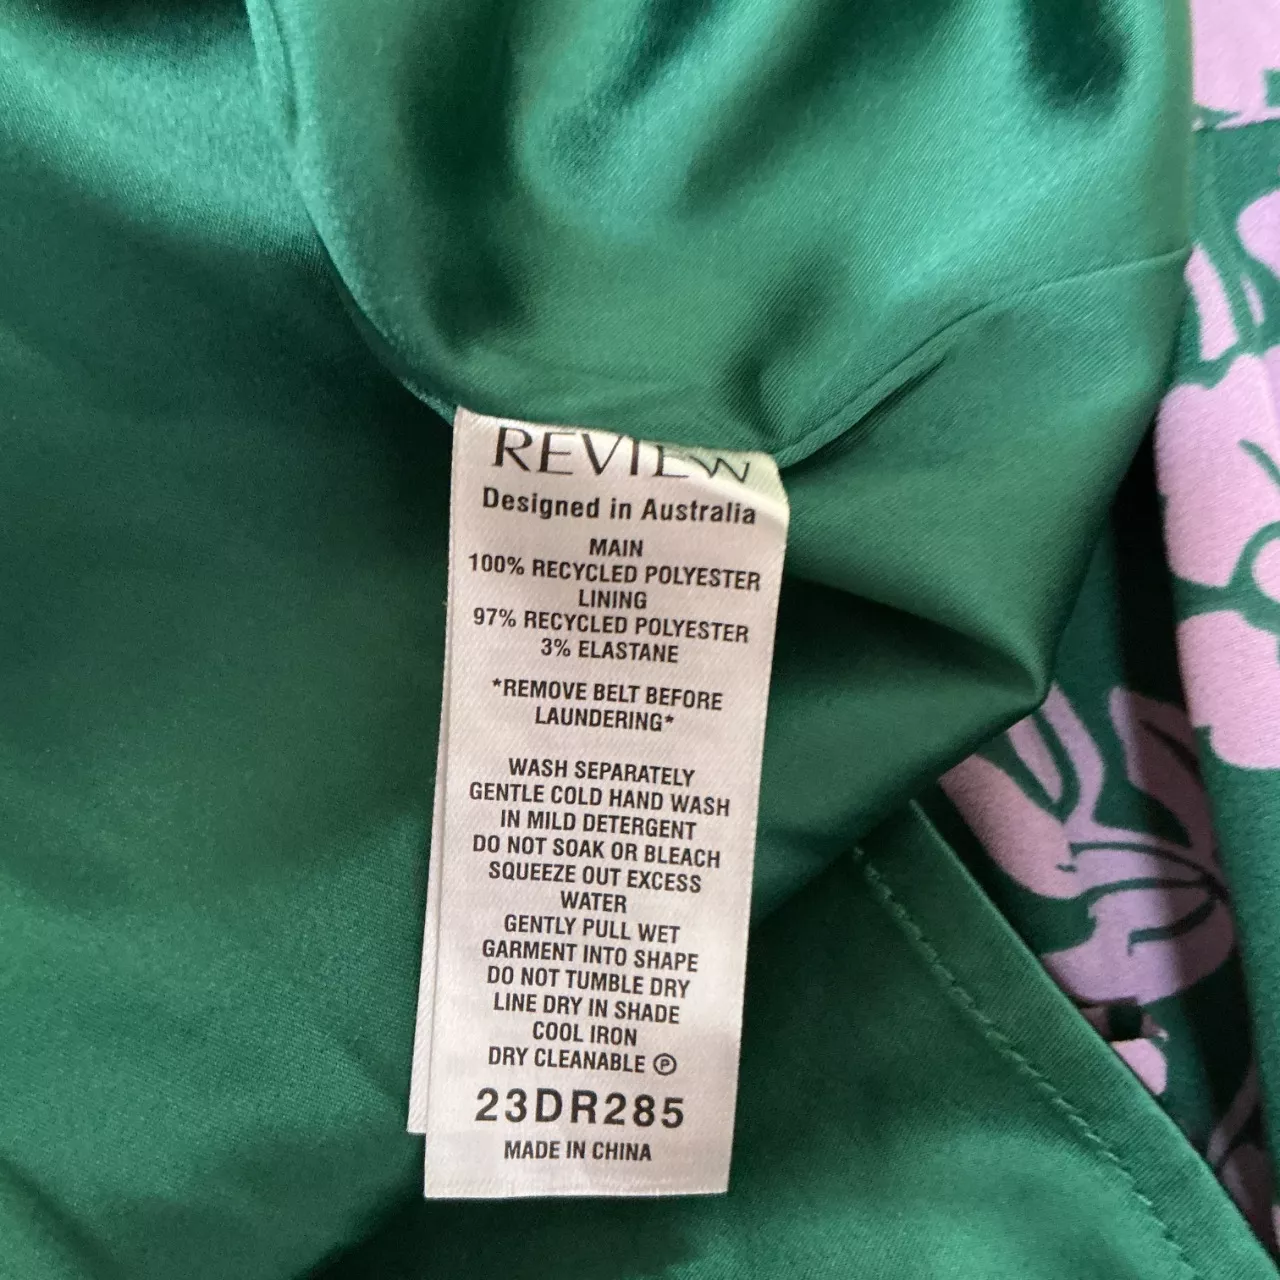 REVIEW
Designed in Australia
MAIN
100% RECYCLED POLYESTER
LINING
97% RECYCLED POLYESTER
3% ELASTANE
*REMOVE BELT BEFORE
LAUNDERING*
WASH SEPARATELY
GENTLE COLD HAND WASH
IN MILD DETERGENT
DO NOT SOAK OR BLEACH
SQUEEZE OUT EXCESS
WATER
GENTLY PULL WET
GARMENT INTO SHAPE
DO NOT TUMBLE DRY
LINE DRY IN SHADE
COOL IRON
DRY CLEANABLE Ⓟ
23DR285
MADE IN CHINA